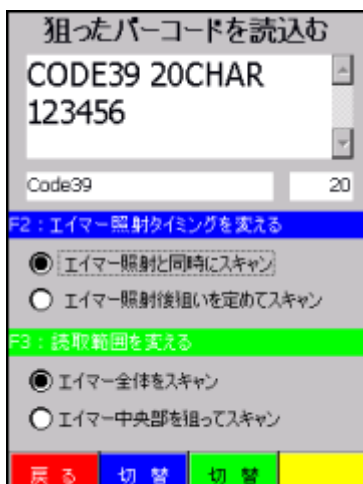 狙ったバーコードを読込む
CODE39 20CHAR
123456
Code39 20
F2：エイマー照射タイミングを変える
エイマー照射と同時にスキャン
エイマー照射後狙いを定めてスキャン
F3：読取範囲を変える
エイマー全体をスキャン
エイマー中央部を狙ってスキャン
戻る 切替 切替